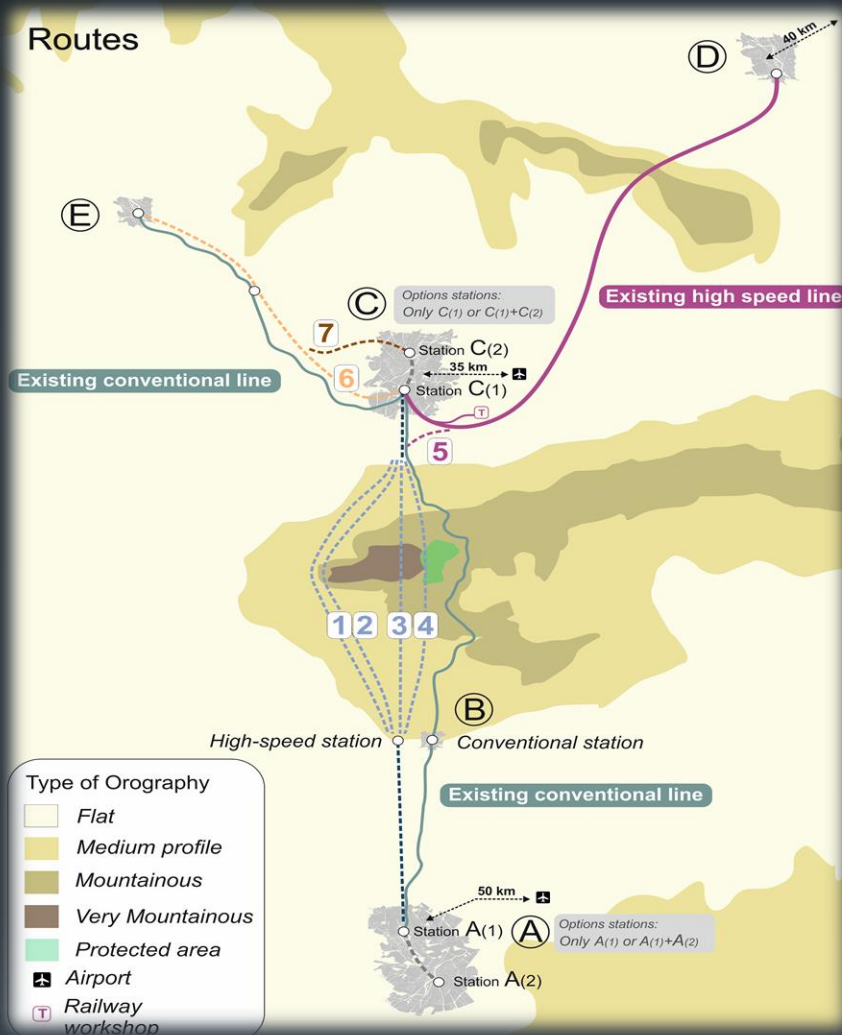 Routes
40 km
D
E
C
Options stations:
Only C(1) or C(1)+C(2)
Existing high speed line
7
Station C(2)
35 km
Existing conventional line
6
Station C(1)
T
5
1 2 3 4
B
High-speed station
Conventional station
Type of Orography
Flat
Existing conventional line
Medium profile
Mountainous
50 km
Very Mountainous
Station A(1)
A
Options stations:
Only A(1) or A(1)+A(2)
Protected area
Airport
Station A(2)
T
Railway
workshop